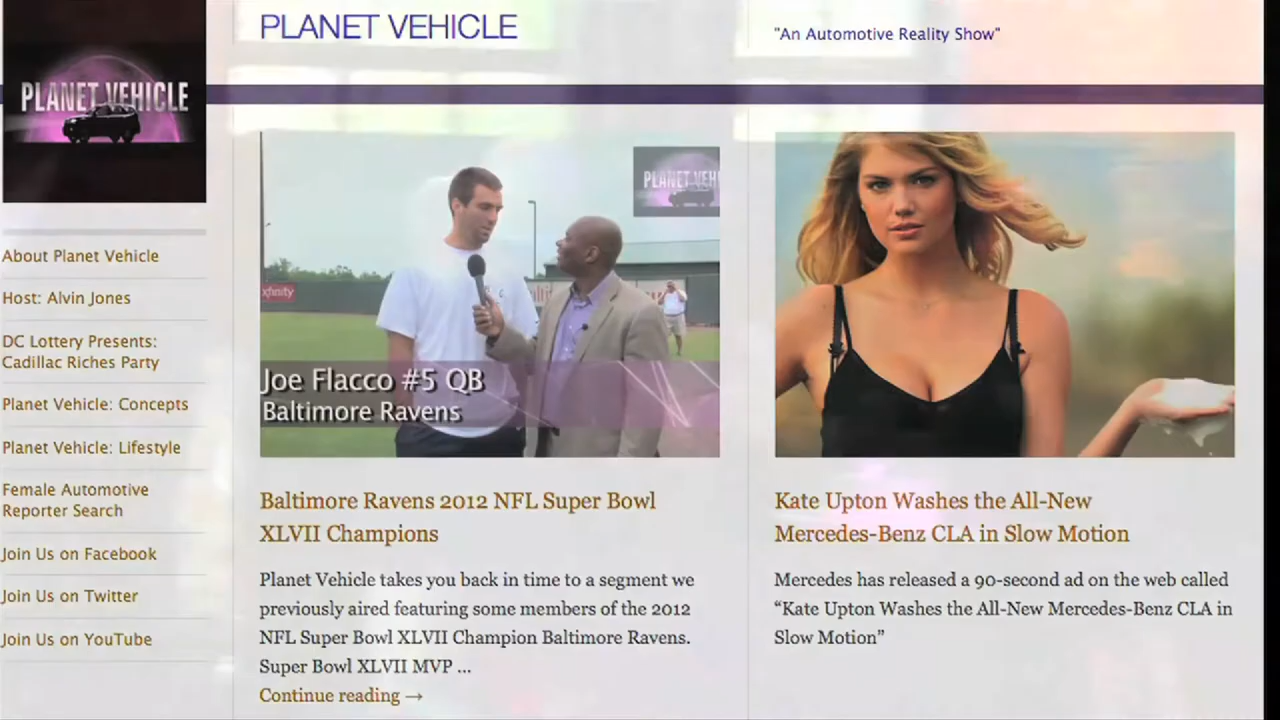 PLANET VEHICLE
"An Automotive Reality Show"
PLANET VEHICLE
About Planet Vehicle
Host: Alvin Jones
DC Lottery Presents:
Cadillac Riches Party
Planet Vehicle: Concepts
Planet Vehicle: Lifestyle
Female Automotive
Reporter Search
Join Us on Facebook
Join Us on Twitter
Join Us on YouTube
PLANET VEHI
xfinity
Joe Flacco #5 QB
Baltimore Ravens
Baltimore Ravens 2012 NFL Super Bowl
XLVII Champions
Planet Vehicle takes you back in time to a segment we
previously aired featuring some members of the 2012
NFL Super Bowl XLVII Champion Baltimore Ravens.
Super Bowl XLVII MVP ...
Continue reading →
Kate Upton Washes the All-New
Mercedes-Benz CLA in Slow Motion
Mercedes has released a 90-second ad on the web called
“Kate Upton Washes the All-New Mercedes-Benz CLA in
Slow Motion”